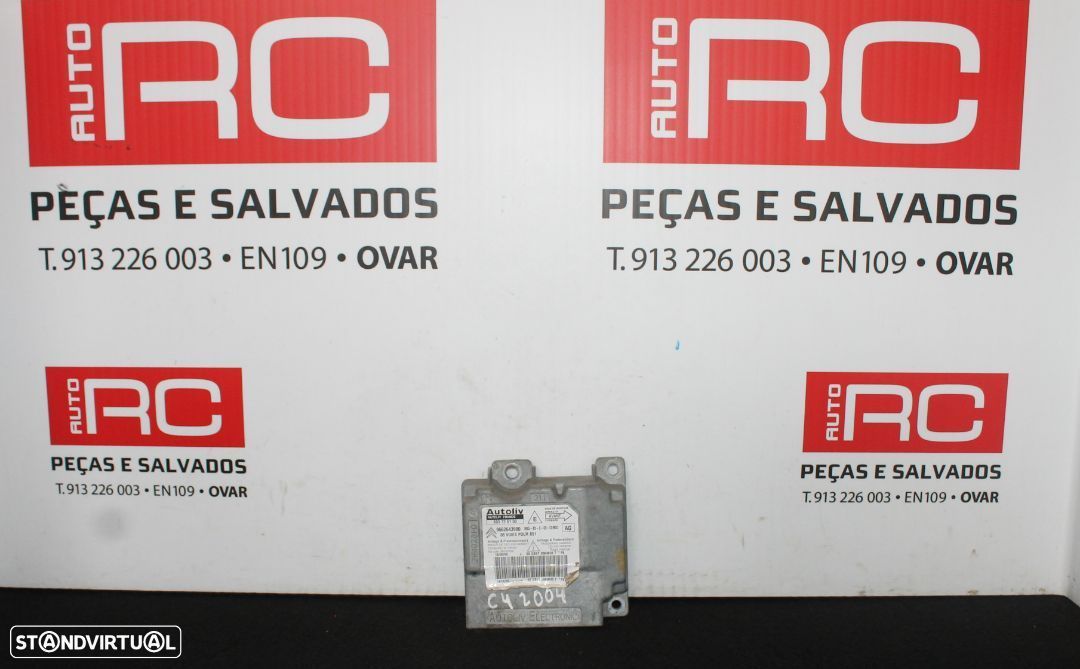 AUTO RC
PEÇAS E SALVADOS
T. 913 226 003 • EN109 • OVAR
AUTO RC
PEÇAS E SALVADOS
T. 913 226 003 • EN109 • OVAR
AUTO RC
PEÇAS E SALVADOS
T. 913 226 003 • EN109 • OVAR
AUTO RC
PEÇAS E SALVADOS
T. 913 226 003 • EN109 • OVAR
Autoliv
AG
C4 2004
AUTOLIV ELECTRONIC
STANDVIRTUAL